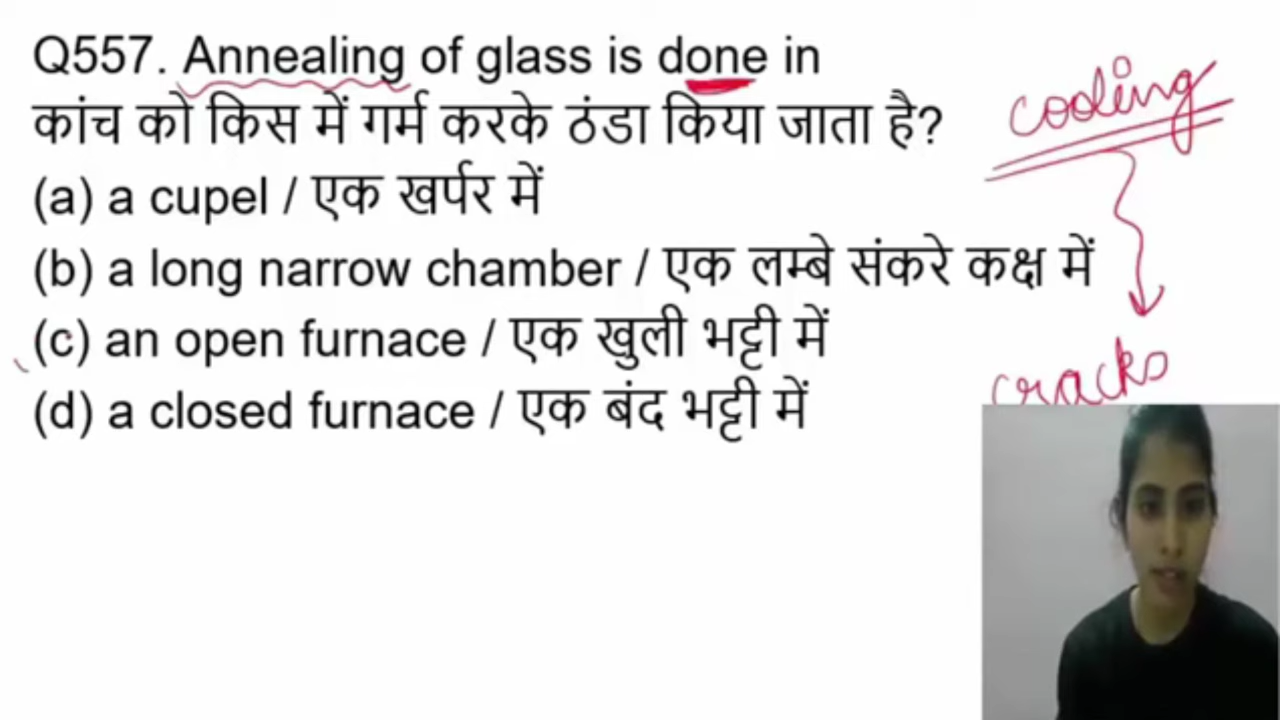 Q557. Annealing of glass is done in
कांच को किस में गर्म करके ठंडा किया जाता है?
(a) a cupel / एक खर्पर में
(b) a long narrow chamber / एक लम्बे संकरे कक्ष में
(c) an open furnace / एक खुली भट्टी में
(d) a closed furnace / एक बंद भट्टी में
cooling
cracks